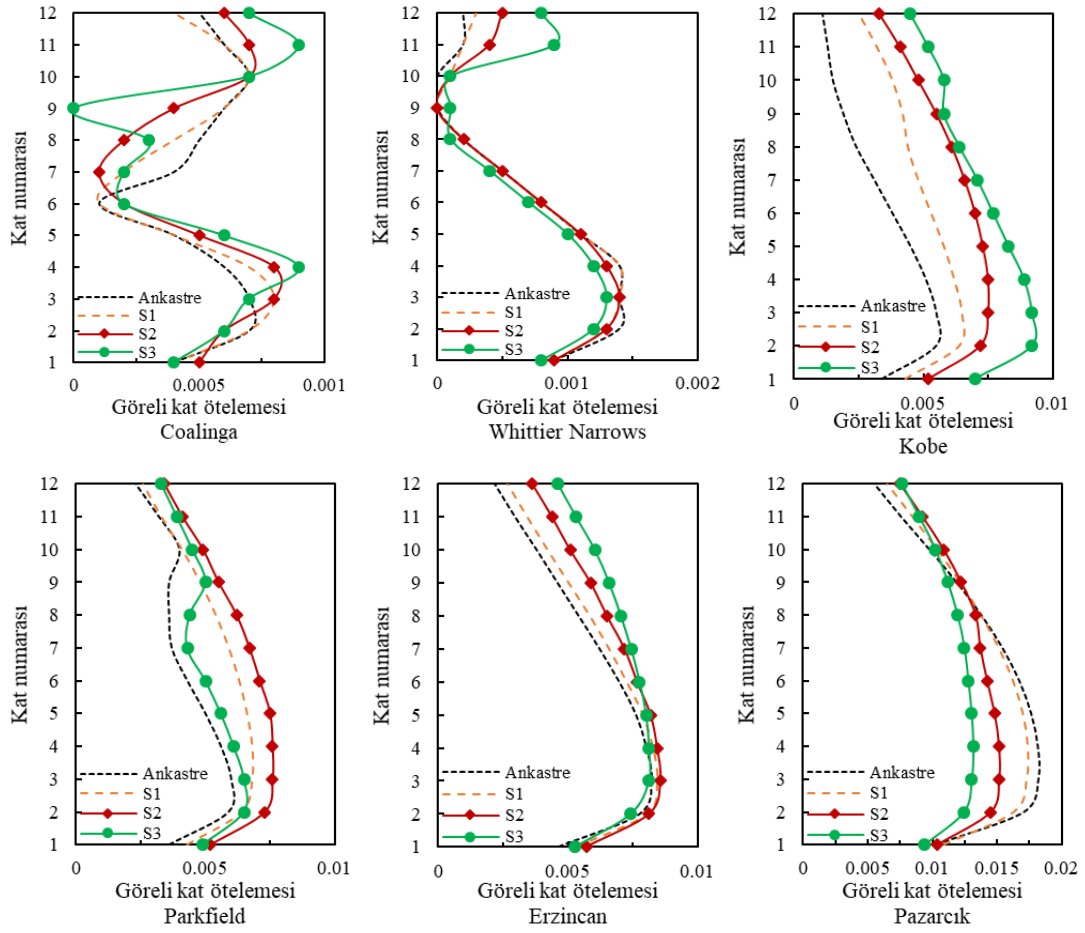 12
11
10
9
8
7
6
5
4
3
2
1
Kat numarası
Ankastre
S1
S2
S3
0
0.0005
0.001
Göreli kat ötelemesi
Coalinga
12
11
10
9
8
7
6
5
4
3
2
1
Kat numarası
Ankastre
S1
S2
S3
0
0.001
0.002
Göreli kat ötelemesi
Whittier Narrows
12
11
10
9
8
7
6
5
4
3
2
1
Kat numarası
Ankastre
S1
S2
S3
0
0.005
0.01
Göreli kat ötelemesi
Kobe
12
11
10
9
8
7
6
5
4
3
2
1
Kat numarası
Ankastre
S1
S2
S3
0
0.005
0.01
Göreli kat ötelemesi
Parkfield
12
11
10
9
8
7
6
5
4
3
2
1
Kat numarası
Ankastre
S1
S2
S3
0
0.005
0.01
Göreli kat ötelemesi
Erzincan
12
11
10
9
8
7
6
5
4
3
2
1
Kat numarası
Ankastre
S1
S2
S3
0
0.005
0.01
0.015
0.02
Göreli kat ötelemesi
Pazarcık